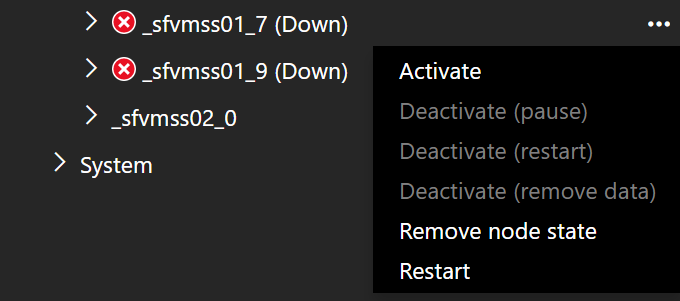 _sfvmss01_7 (Down)
_sfvmss01_9 (Down)
_sfvmss02_0
System
Activate
Deactivate (pause)
Deactivate (restart)
Deactivate (remove data)
Remove node state
Restart